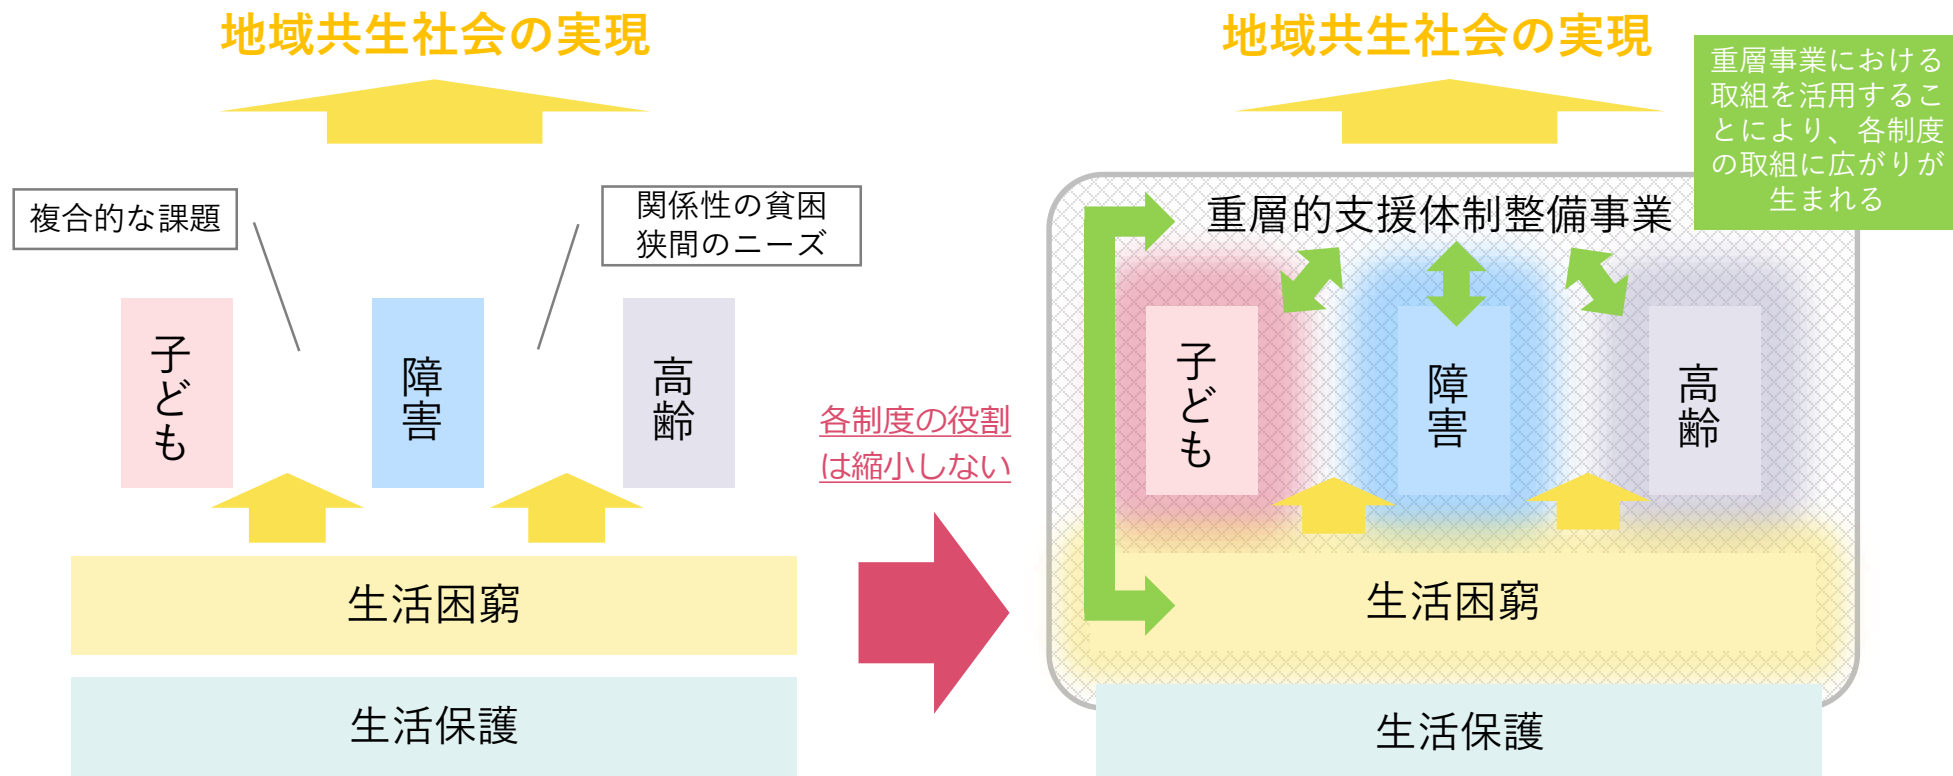 地域共生社会の実現
複合的な課題
関係性の貧困
狭間のニーズ
子ども
障害
高齢
生活困窮
生活保護
各制度の役割
は縮小しない
地域共生社会の実現
重層事業における
取組を活用するこ
とにより、各制度
の取組に広がりが
生まれる
重層的支援体制整備事業
子ども
障害
高齢
生活困窮
生活保護